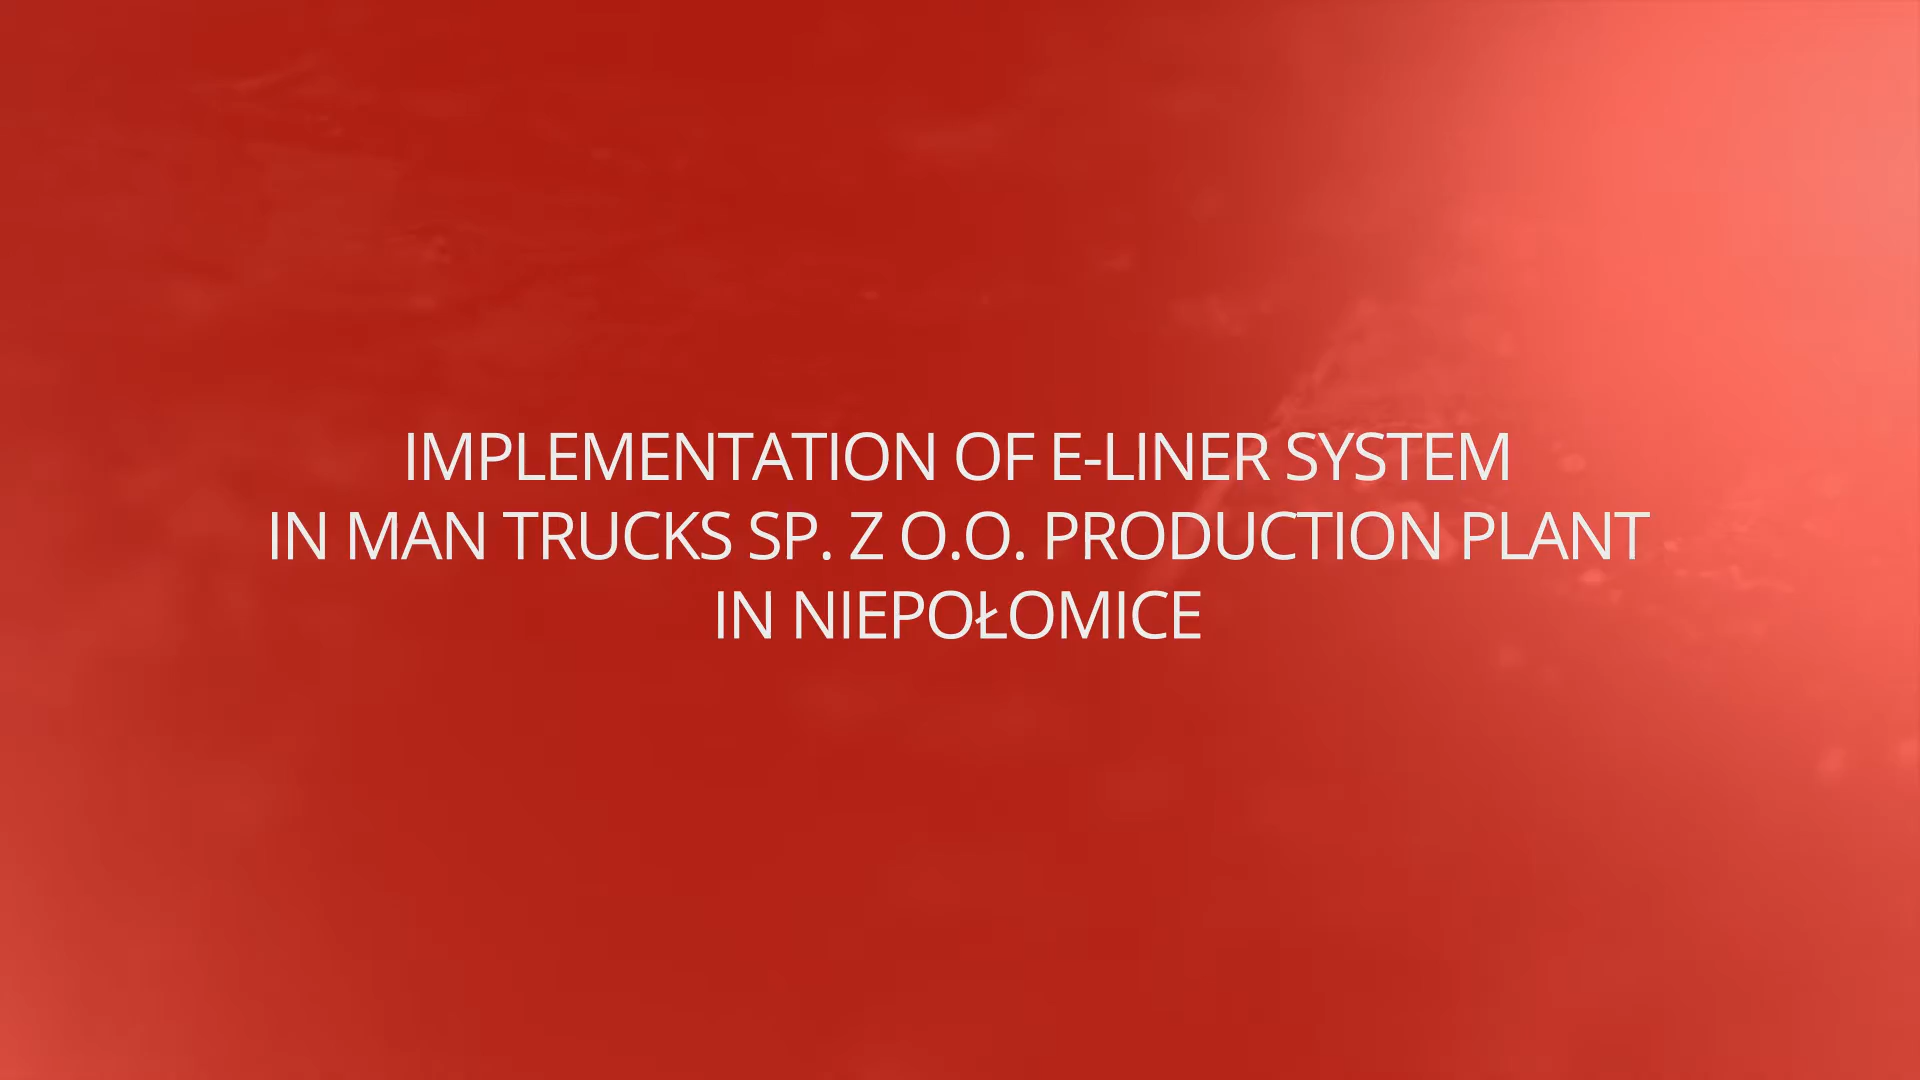 IMPLEMENTATION OF E-LINER SYSTEM
IN MAN TRUCKS SP. Z O.O. PRODUCTION PLANT
IN NIEPOŁOMICE